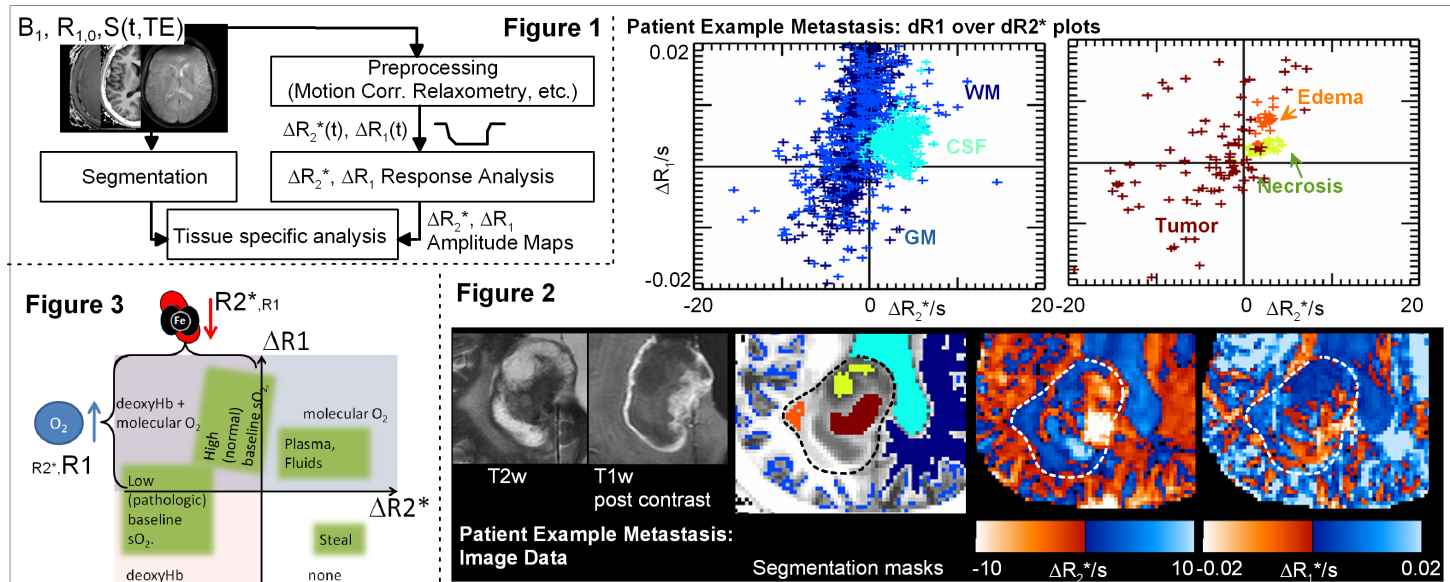 B₁, R₁,₀,S(t,TE)
Figure 1
Preprocessing
(Motion Corr. Relaxometry, etc.)
ΔR₂*(t), ΔR₁(t)
Segmentation
ΔR₂*, ΔR₁ Response Analysis
Tissue specific analysis
ΔR₂*, ΔR₁
Amplitude Maps
Patient Example Metastasis: dR1 over dR2* plots
0.02
WM
CSF
GM
ΔR₁/s
-0.02
-20
0
ΔR₂*/s
20
Edema
Necrosis
Tumor
-20
0
ΔR₂*/s
20
Figure 3
Fe
R2*,R1
ΔR1
deoxyHb +
molecular O₂
High
(normal)
baseline sO₂,
molecular O₂
O₂
R2*,R1
Plasma,
Fluids
ΔR2*
Low
(pathologic)
baseline
sO₂.
Steal
deoxyHb
none
Figure 2
T2w
T1w
post contrast
Patient Example Metastasis:
Image Data
Segmentation masks
-10
ΔR₂*/s
10
-0.02
ΔR₁*/s
0.02